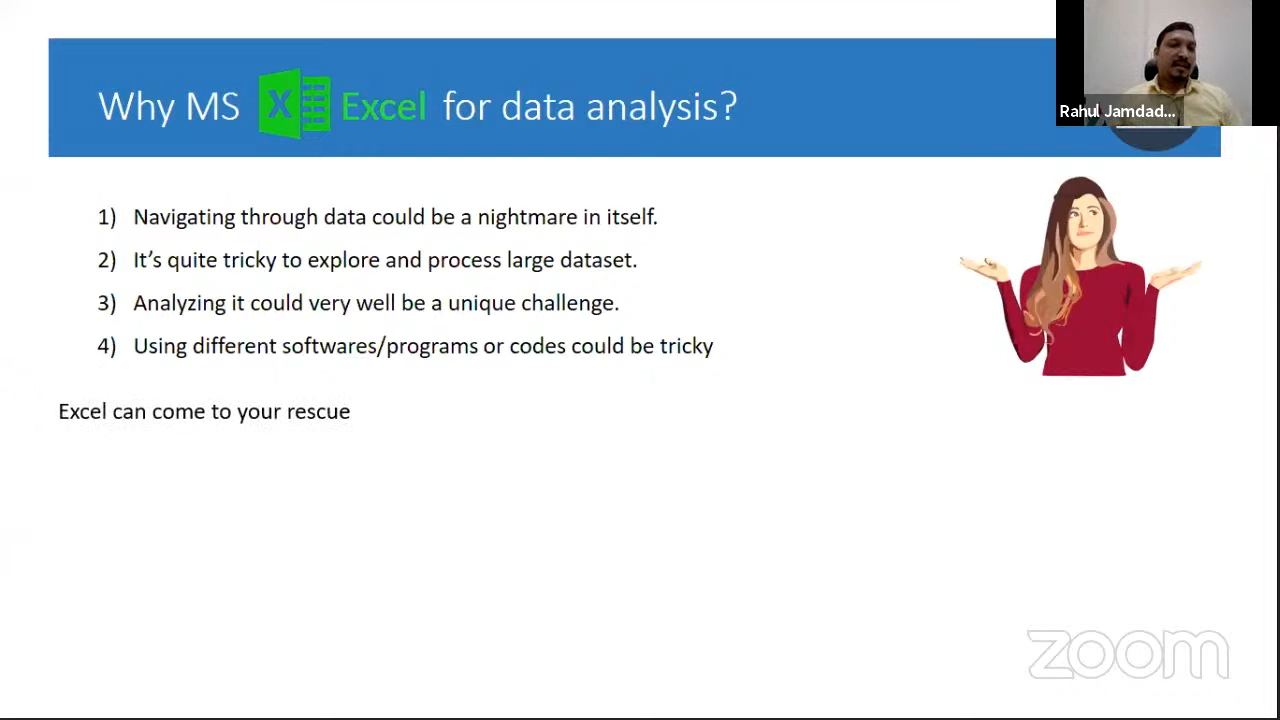 Why MS X Excel for data analysis?
Rahul Jamdad...
1) Navigating through data could be a nightmare in itself.
2) It's quite tricky to explore and process large dataset.
3) Analyzing it could very well be a unique challenge.
4) Using different softwares/programs or codes could be tricky
Excel can come to your rescue
zoom